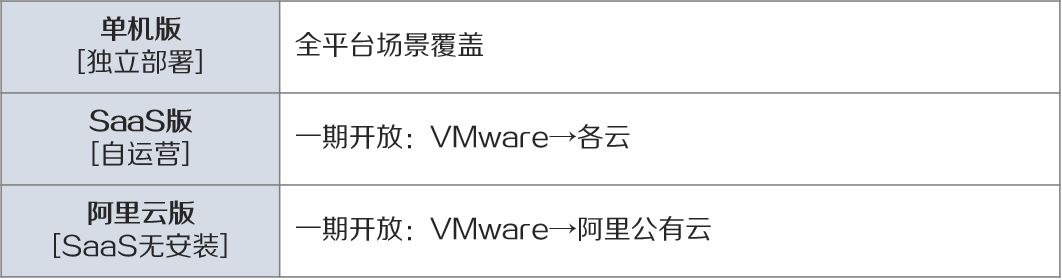 单机版
[独立部署]
全平台场景覆盖
SaaS版
[自运营]
一期开放：VMware→各云
阿里云版
[SaaS无安装]
一期开放：VMware→阿里公有云